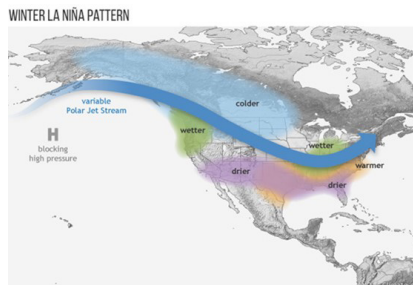 WINTER LA NIÑA PATTERN
variable
Polar Jet Stream
colder
H
blocking
high pressure
wetter
wetter
warmer
drier
drier